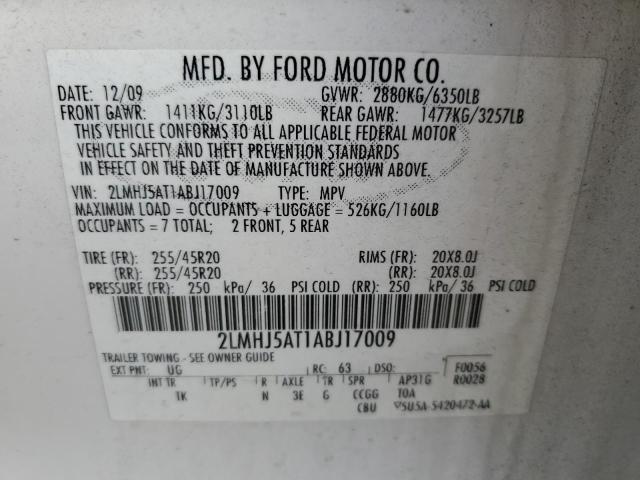 MFD. BY FORD MOTOR CO.
DATE: 12/09 GVWR: 2880KG/6350LB
FRONT GAWR: 1411KG/3110LB REAR GAWR: 1477KG/3257LB
THIS VEHICLE CONFORMS TO ALL APPLICABLE FEDERAL MOTOR
VEHICLE SAFETY AND THEFT PREVENTION STANDARDS
IN EFFECT ON THE DATE OF MANUFACTURE SHOWN ABOVE.
VIN: 2LMHJ5AT1ABJ17009 TYPE: MPV
MAXIMUM LOAD = OCCUPANTS + LUGGAGE = 526KG/1160LB
OCCUPANTS = 7 TOTAL; 2 FRONT, 5 REAR
TIRE (FR): 255/45R20 RIMS (FR): 20X8.0J
(RR): 255/45R20 (RR): 20X8.0J
PRESSURE (FR): 250 kPa/ 36 PSI COLD (RR): 250 kPa/ 36 PSI COLD
2LMHJ5AT1ABJ17009
TRAILER TOWING - SEE OWNER GUIDE
EXT PNT: UG RC: 63 DSO: F0056
INT TR TP/PS R AXLE TR SPR AP31G R0028
TK N 3E G CCGG TOA
CBU 5U5A-5420472-AA